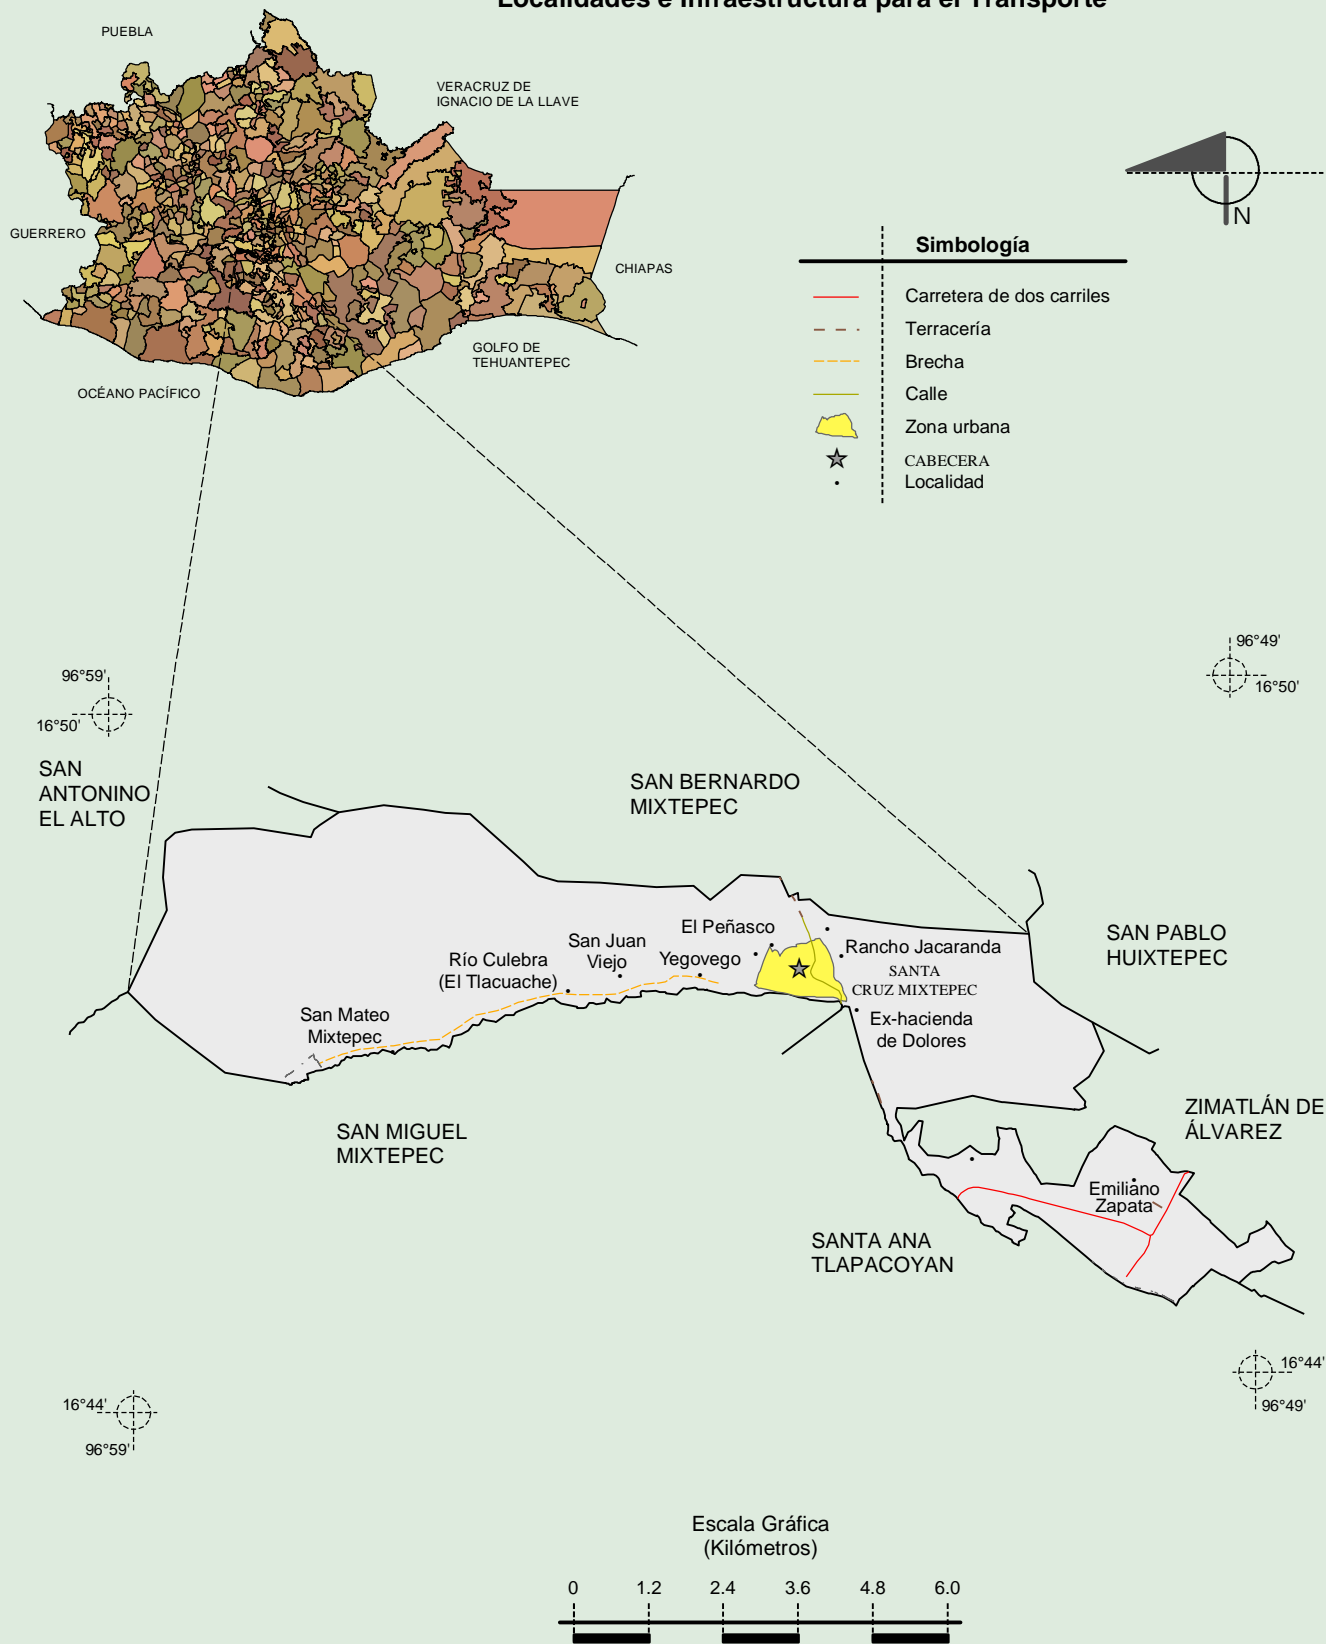 Localidades e Infraestructura para el Transporte
PUEBLA
VERACRUZ DE
IGNACIO DE LA LLAVE
GUERRERO
CHIAPAS
GOLFO DE
TEHUANTEPEC
OCÉANO PACÍFICO
N
Simbología
Carretera de dos carriles
Terracería
Brecha
Calle
Zona urbana
CABECERA
Localidad
96°59'
16°50'
96°49'
16°50'
SAN
ANTONINO
EL ALTO
SAN BERNARDO
MIXTEPEC
SAN PABLO
HUIXTEPEC
El Peñasco
San Juan
Viejo
Yegovego
Río Culebra
(El Tlacuache)
San Mateo
Mixtepec
Rancho Jacaranda
SANTA
CRUZ MIXTEPEC
Ex-hacienda
de Dolores
SAN MIGUEL
MIXTEPEC
ZIMATLÁN DE
ÁLVAREZ
Emiliano
Zapata
SANTA ANA
TLAPACOYAN
16°44'
96°59'
16°44'
96°49'
Escala Gráfica
(Kilómetros)
0 1.2 2.4 3.6 4.8 6.0